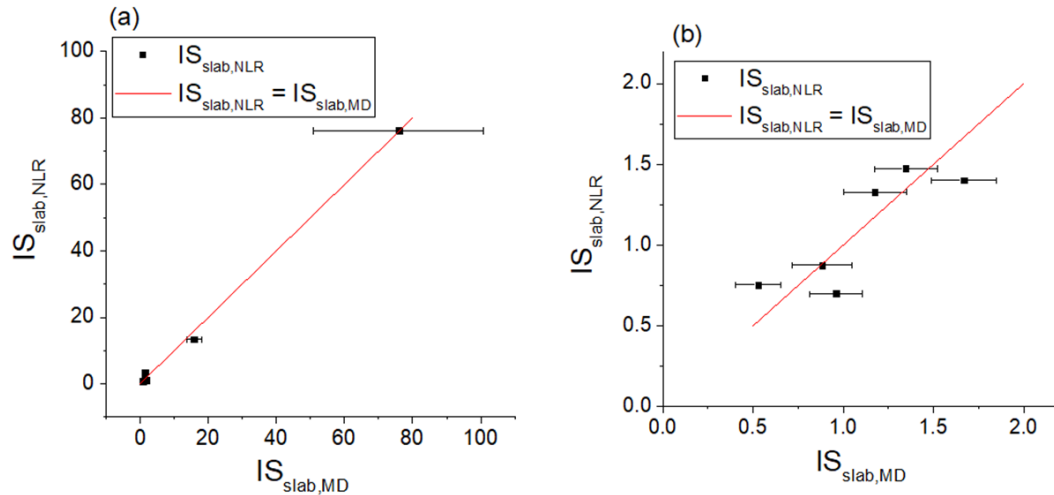 (a)
IS_slab,NLR
IS_slab,NLR = IS_slab,MD
100
80
60
40
20
0
IS_slab,NLR
0 20 40 60 80 100
IS_slab,MD
(b)
IS_slab,NLR
IS_slab,NLR = IS_slab,MD
2.0
1.5
1.0
0.5
0.0
IS_slab,NLR
0.0 0.5 1.0 1.5 2.0
IS_slab,MD